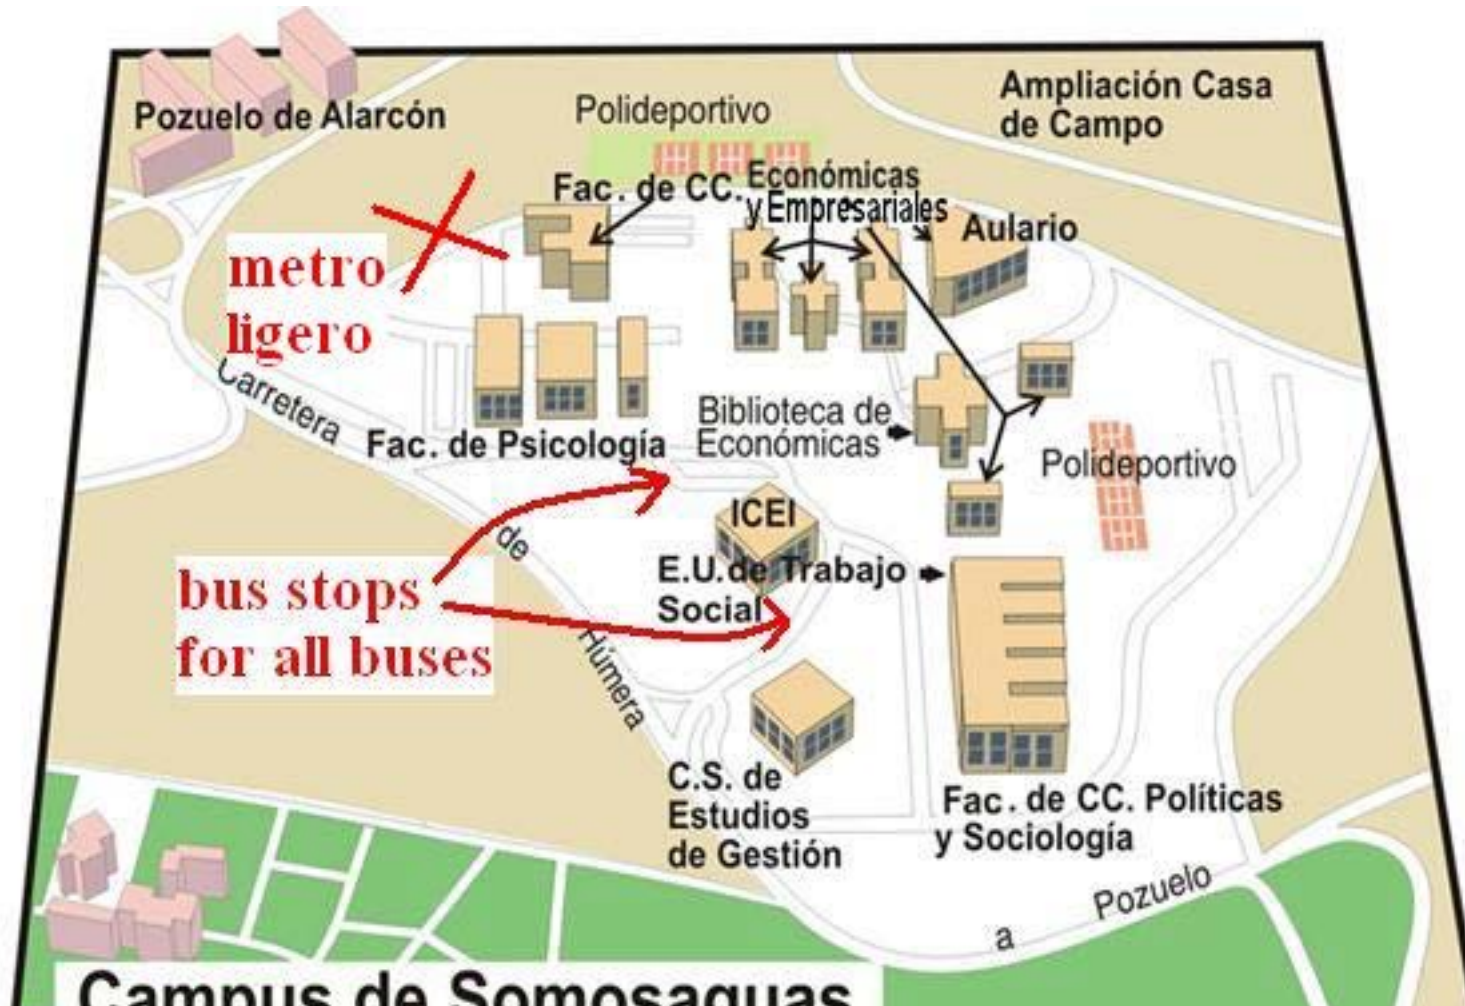 Pozuelo de Alarcón
Polideportivo
Ampliación Casa
de Campo
Fac. de CC. Económicas
y Empresariales
Aulario
metro
ligero
Carretera
Fac. de Psicología
Biblioteca de
Económicas
Polideportivo
ICEI
de
E.U. de Trabajo
Social
bus stops
for all buses
Húmera
C.S. de
Estudios
de Gestión
Fac. de CC. Políticas
y Sociología
Pozuelo
a
Campus de Somosaguas